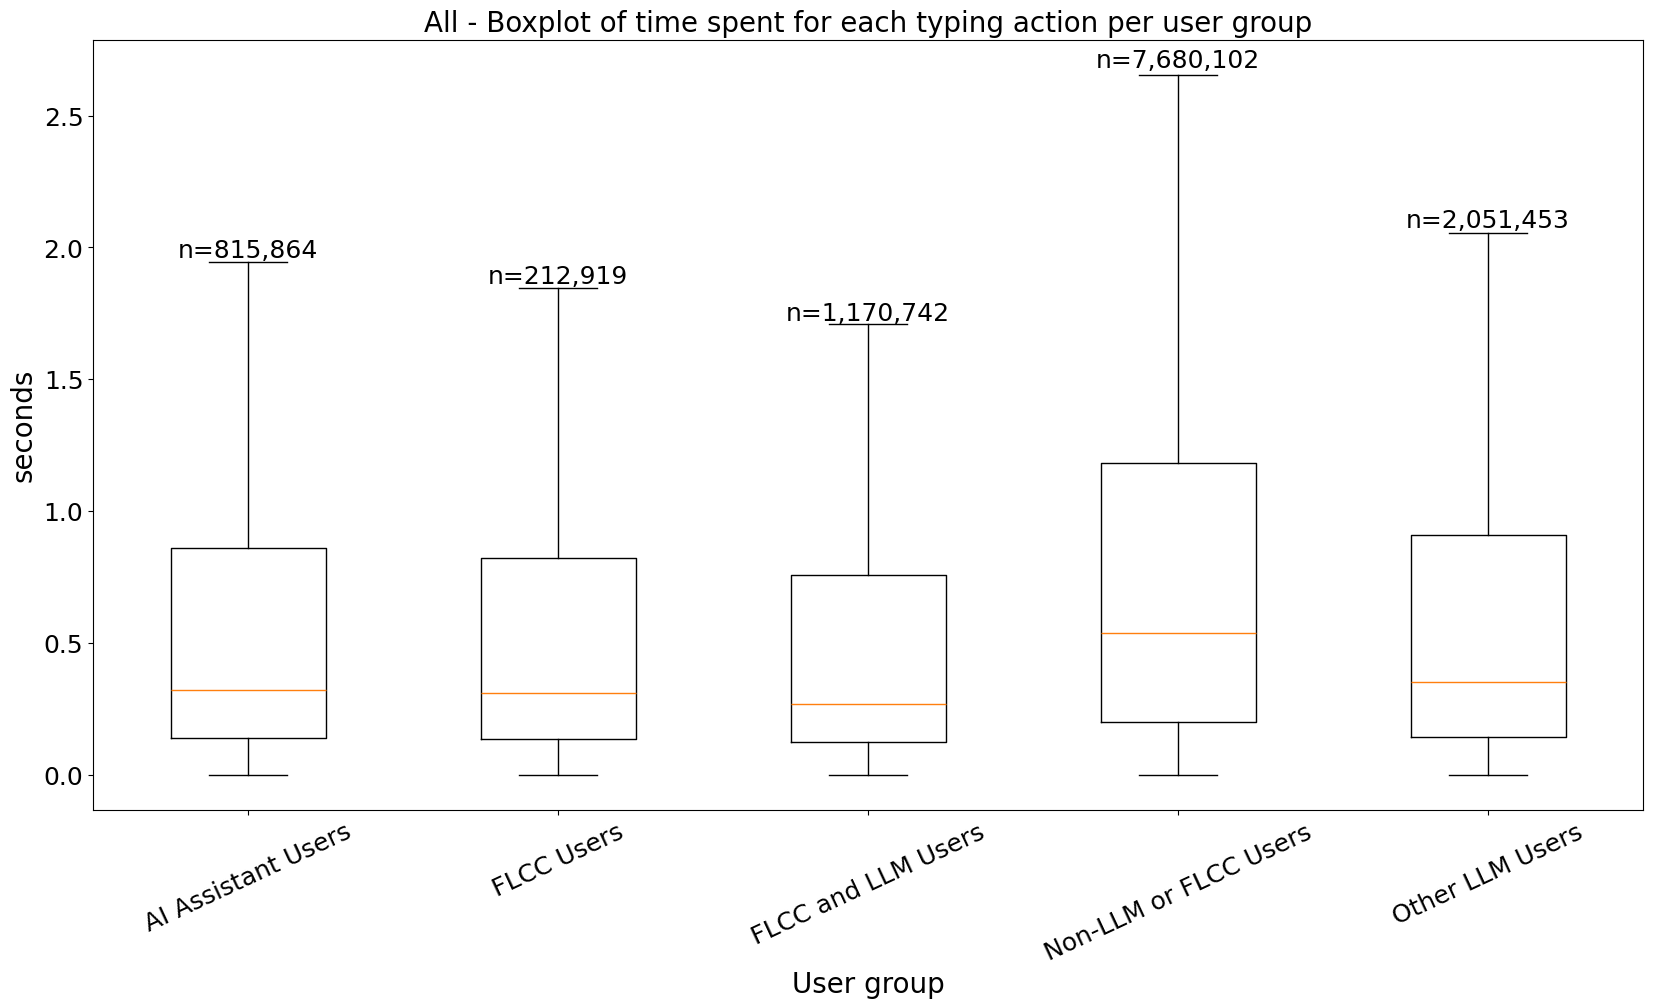 All - Boxplot of time spent for each typing action per user group
n=7,680,102
2.5
n=2,051,453
n=815,864
2.0
n=212,919
n=1,170,742
1.5
seconds
1.0
0.5
0.0
AI Assistant Users
FLCC Users
FLCC and LLM Users
Non-LLM or FLCC Users
Other LLM Users
User group